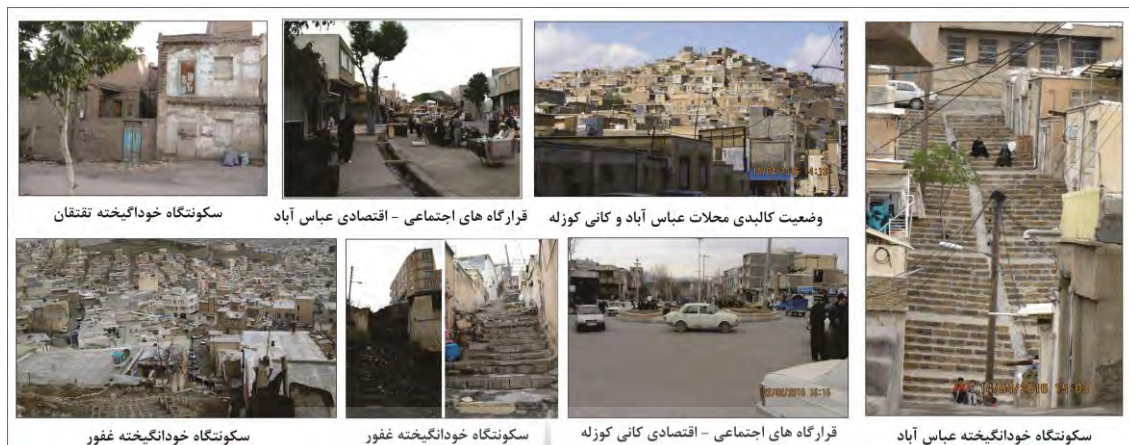 سکونتگاه خوداگیخته تقتقان
قرارگاه های اجتماعی - اقتصادی عباس آباد
وضعیت کالبدی محلات عباس آباد و کانی کوزله
سکونتگاه خودانگیخته غفور
سکونتگاه خودانگیخته غفور
قرارگاه های اجتماعی - اقتصادی کانی کوزله
سکونتگاه خودانگیخته عباس آباد